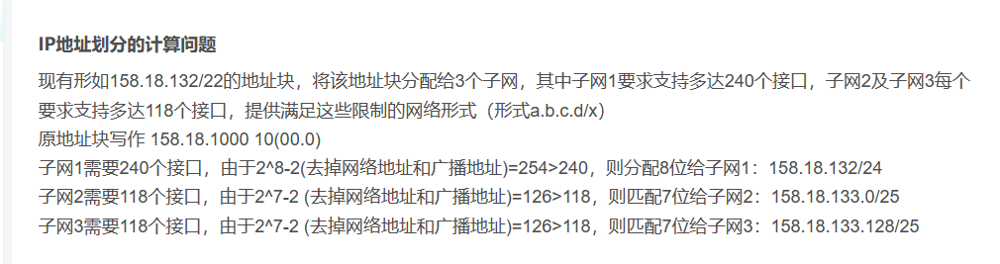 IP地址划分的计算问题
现有形如158.18.132/22的地址块，将该地址块分配给3个子网，其中子网1要求支持多达240个接口，子网2及子网3每个
要求支持多达118个接口，提供满足这些限制的网络形式（形式a.b.c.d/x）
原地址块写作 158.18.1000 10(00.0)
子网1需要240个接口，由于2^8-2(去掉网络地址和广播地址)=254>240，则分配8位给子网1：158.18.132/24
子网2需要118个接口，由于2^7-2 (去掉网络地址和广播地址)=126>118，则匹配7位给子网2：158.18.133.0/25
子网3需要118个接口，由于2^7-2 (去掉网络地址和广播地址)=126>118，则匹配7位给子网3：158.18.133.128/25